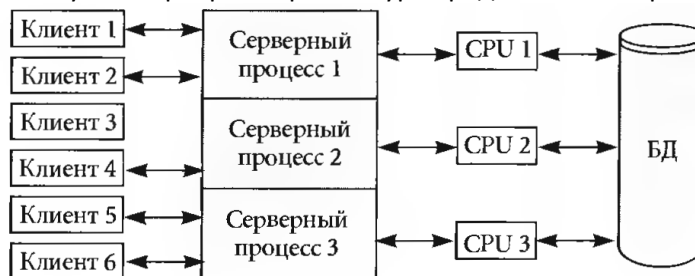 Клиент 1
Клиент 2
Клиент 3
Клиент 4
Клиент 5
Клиент 6
Серверный
процесс 1
Серверный
процесс 2
Серверный
процесс 3
CPU 1
CPU 2
CPU 3
БД